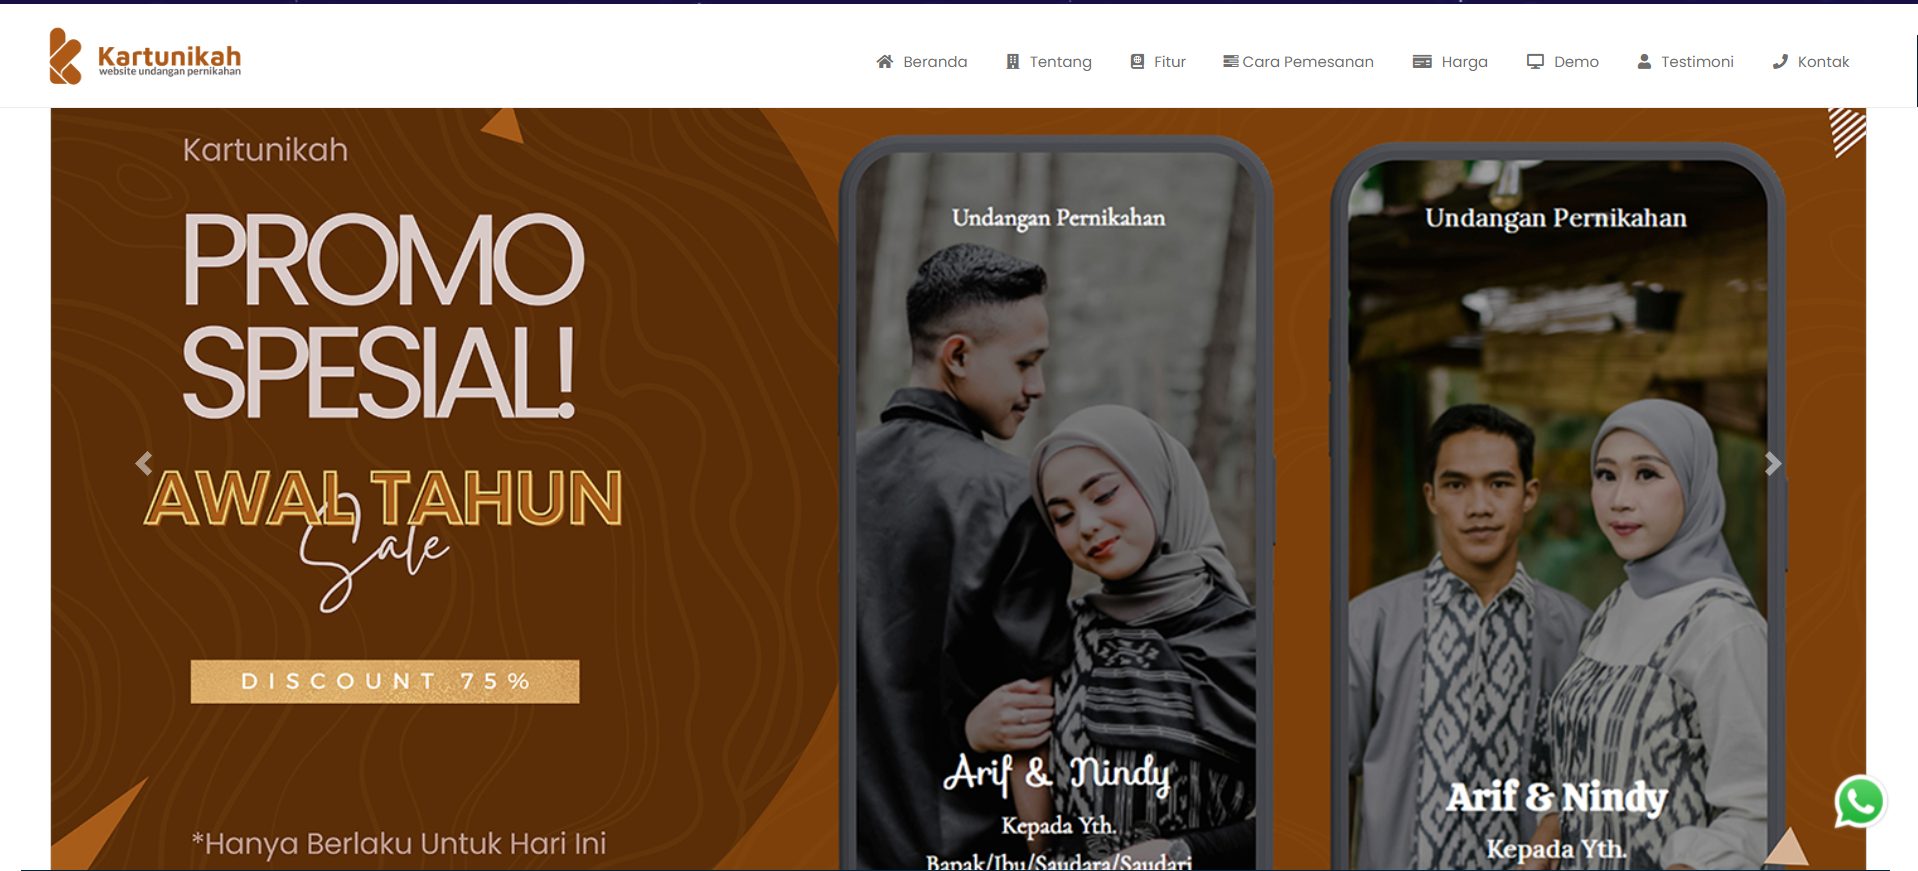 Kartunikah
website undangan pernikahan
Beranda
Tentang
Fitur
Cara Pemesanan
Harga
Demo
Testimoni
Kontak
Kartunikah
PROMO
SPESIAL!
AWAL TAHUN
Sale
DISCOUNT 75%
*Hanya Berlaku Untuk Hari Ini
Undangan Pernikahan
Arif & Nindy
Kepada Yth.
Bapak/Ibu/Saudara/Saudari
Undangan Pernikahan
Arif & Nindy
Kepada Yth.